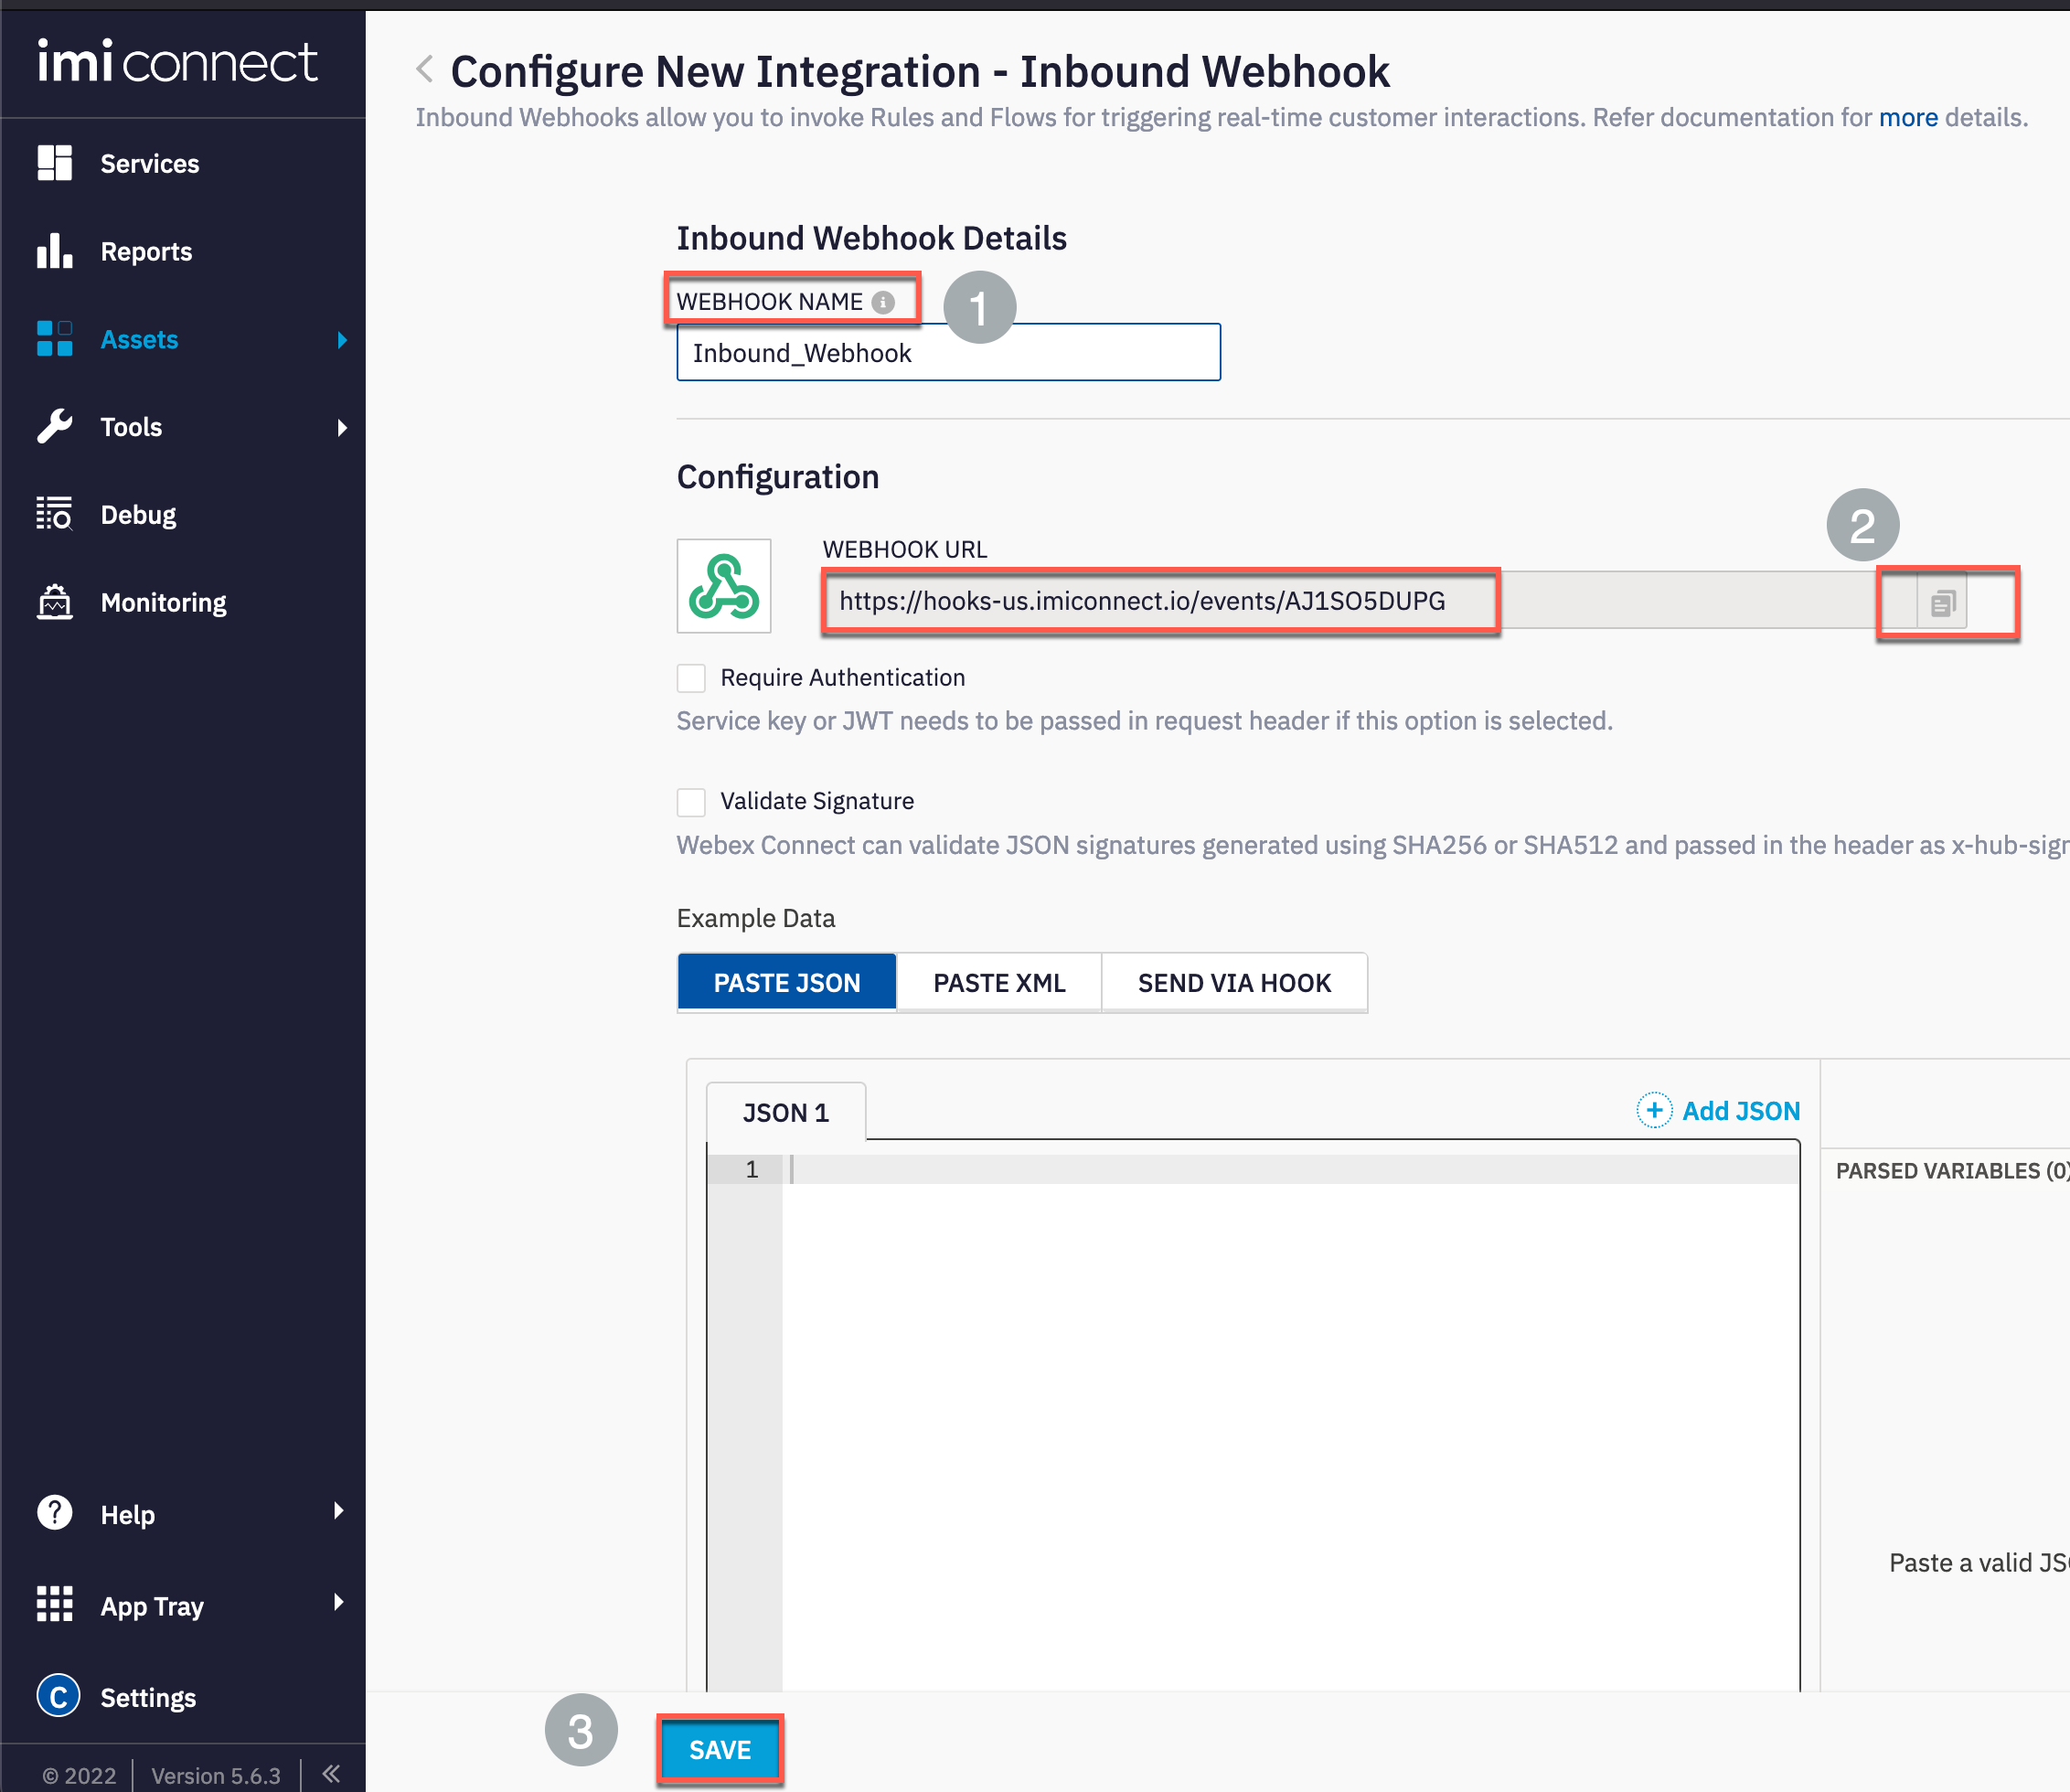 imiconnect
Services
Reports
Assets
Tools
Debug
Monitoring
Help
App Tray
C Settings
© 2022 Version 5.6.3
Configure New Integration - Inbound Webhook
Inbound Webhooks allow you to invoke Rules and Flows for triggering real-time customer interactions. Refer documentation for more details.
Inbound Webhook Details
WEBHOOK NAME
1
Inbound_Webhook
Configuration
2
WEBHOOK URL
https://hooks-us.imiconnect.io/events/AJ1SO5DUPG
Require Authentication
Service key or JWT needs to be passed in request header if this option is selected.
Validate Signature
Webex Connect can validate JSON signatures generated using SHA256 or SHA512 and passed in the header as x-hub-sign
Example Data
PASTE JSON PASTE XML SEND VIA HOOK
JSON 1
+ Add JSON
1
PARSED VARIABLES (0)
Paste a valid JSO
3
SAVE